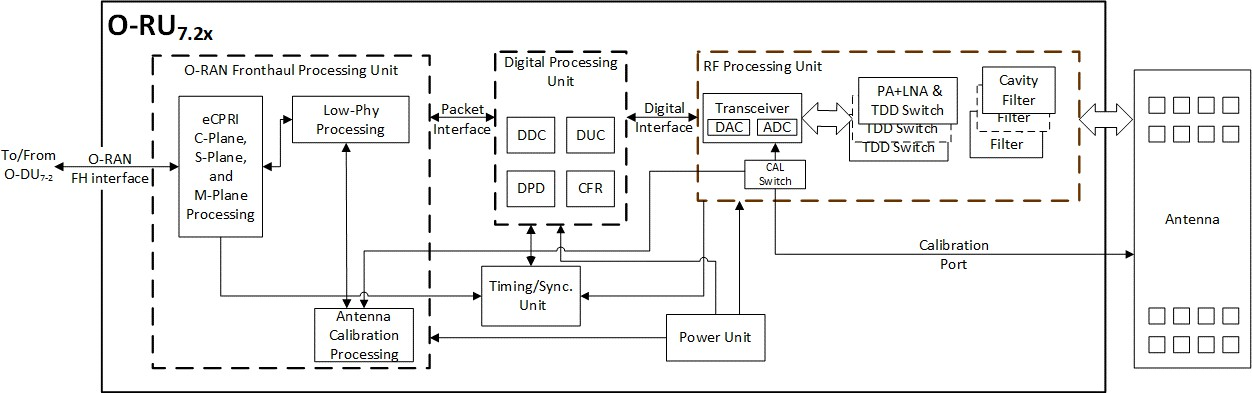 O-RU7.2x
O-RAN Fronthaul Processing Unit
eCPRI
C-Plane,
S-Plane,
and
M-Plane
Processing
Low-Phy
Processing
To/From
O-DU7-2
O-RAN
FH interface
Antenna
Calibration
Processing
Packet
Interface
Digital Processing
Unit
DDC
DUC
DPD
CFR
Timing/Sync.
Unit
Digital
Interface
RF Processing Unit
Transceiver
DAC
ADC
CAL
Switch
PA+LNA &
TDD Switch
TDD Switch
TDD Switch
Cavity
Filter
Filter
Filter
Power Unit
Calibration
Port
Antenna